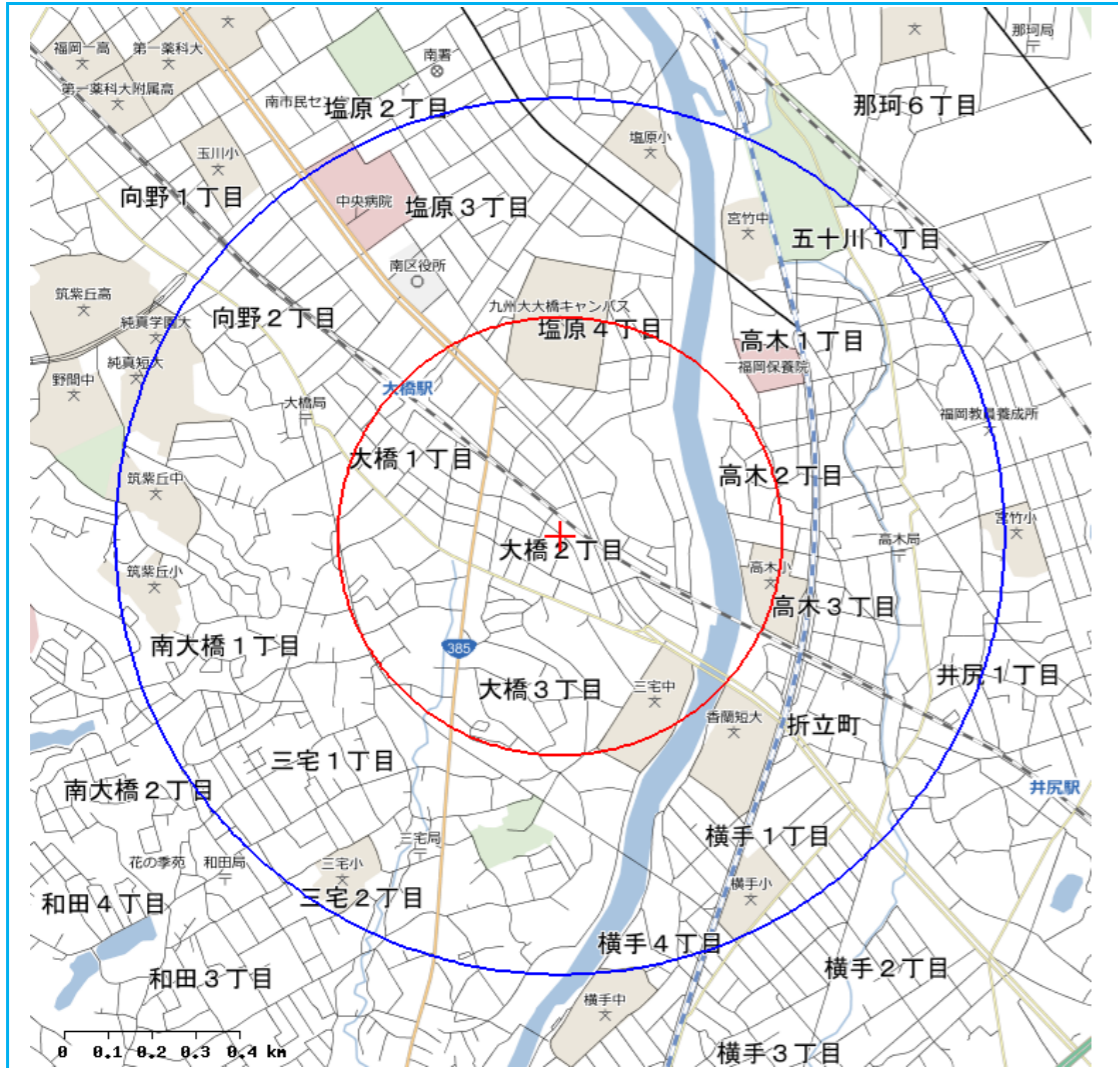 那珂局
福岡一高
第一薬科大
南署
第一薬科大附属高
南市民セン
塩原２丁目
那珂６丁目
塩原小
玉川小
向野１丁目
中央病院
塩原３丁目
宮竹中
五十川１丁目
南区役所
筑紫丘高
九州大大橋キャンパス
純真学園大
向野２丁目
塩原４丁目
高木１丁目
純真短大
福岡保養院
野間中
大橋駅
大橋局
福岡教員養成所
大橋１丁目
高木２丁目
筑紫丘中
宮竹小
高木局
大橋２丁目
筑紫丘小
高木小
高木３丁目
南大橋１丁目
385
井尻１丁目
大橋３丁目
三宅中
香蘭短大
折立町
三宅１丁目
南大橋２丁目
井尻駅
横手１丁目
三宅局
花の季苑
和田局
三宅小
横手小
三宅２丁目
和田４丁目
横手４丁目
横手２丁目
和田３丁目
横手中
横手３丁目
0 0.1 0.2 0.3 0.4 km